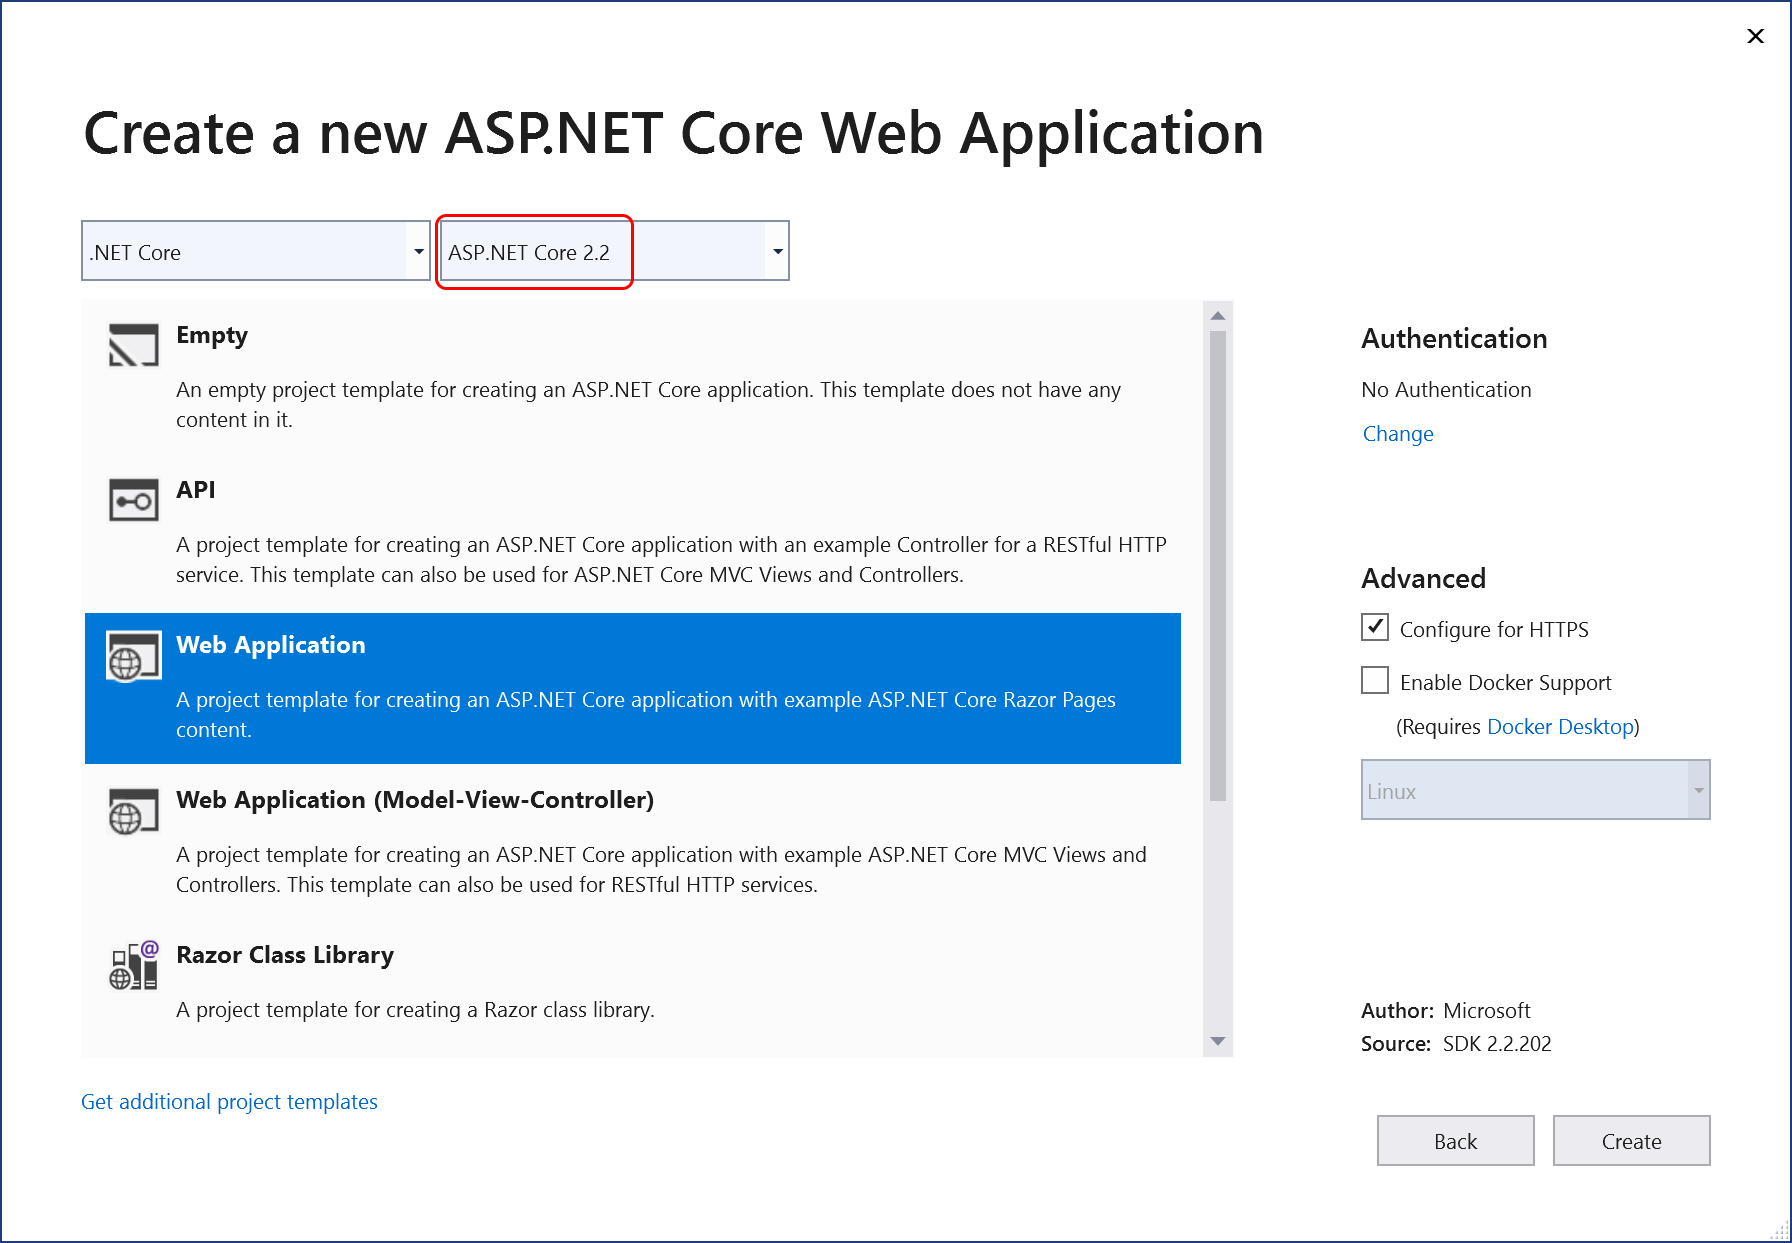 Create a new ASP.NET Core Web Application
.NET Core
ASP.NET Core 2.2
Empty
An empty project template for creating an ASP.NET Core application. This template does not have any
content in it.
API
A project template for creating an ASP.NET Core application with an example Controller for a RESTful HTTP
service. This template can also be used for ASP.NET Core MVC Views and Controllers.
Web Application
A project template for creating an ASP.NET Core application with example ASP.NET Core Razor Pages
content.
Web Application (Model-View-Controller)
A project template for creating an ASP.NET Core application with example ASP.NET Core MVC Views and
Controllers. This template can also be used for RESTful HTTP services.
@
Razor Class Library
A project template for creating a Razor class library.
Get additional project templates
Authentication
No Authentication
Change
Advanced
Configure for HTTPS
Enable Docker Support
(Requires Docker Desktop)
Linux
Author: Microsoft
Source: SDK 2.2.202
Back
Create